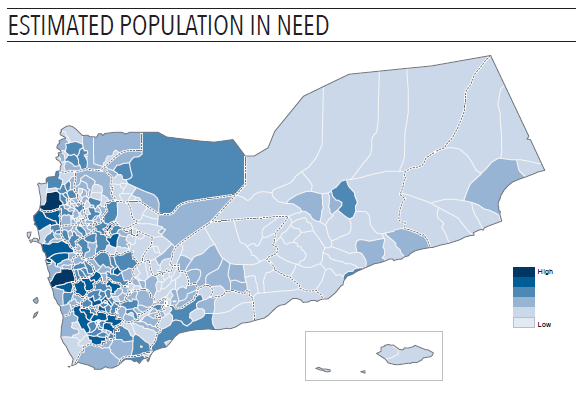 ESTIMATED POPULATION IN NEED
High
Low